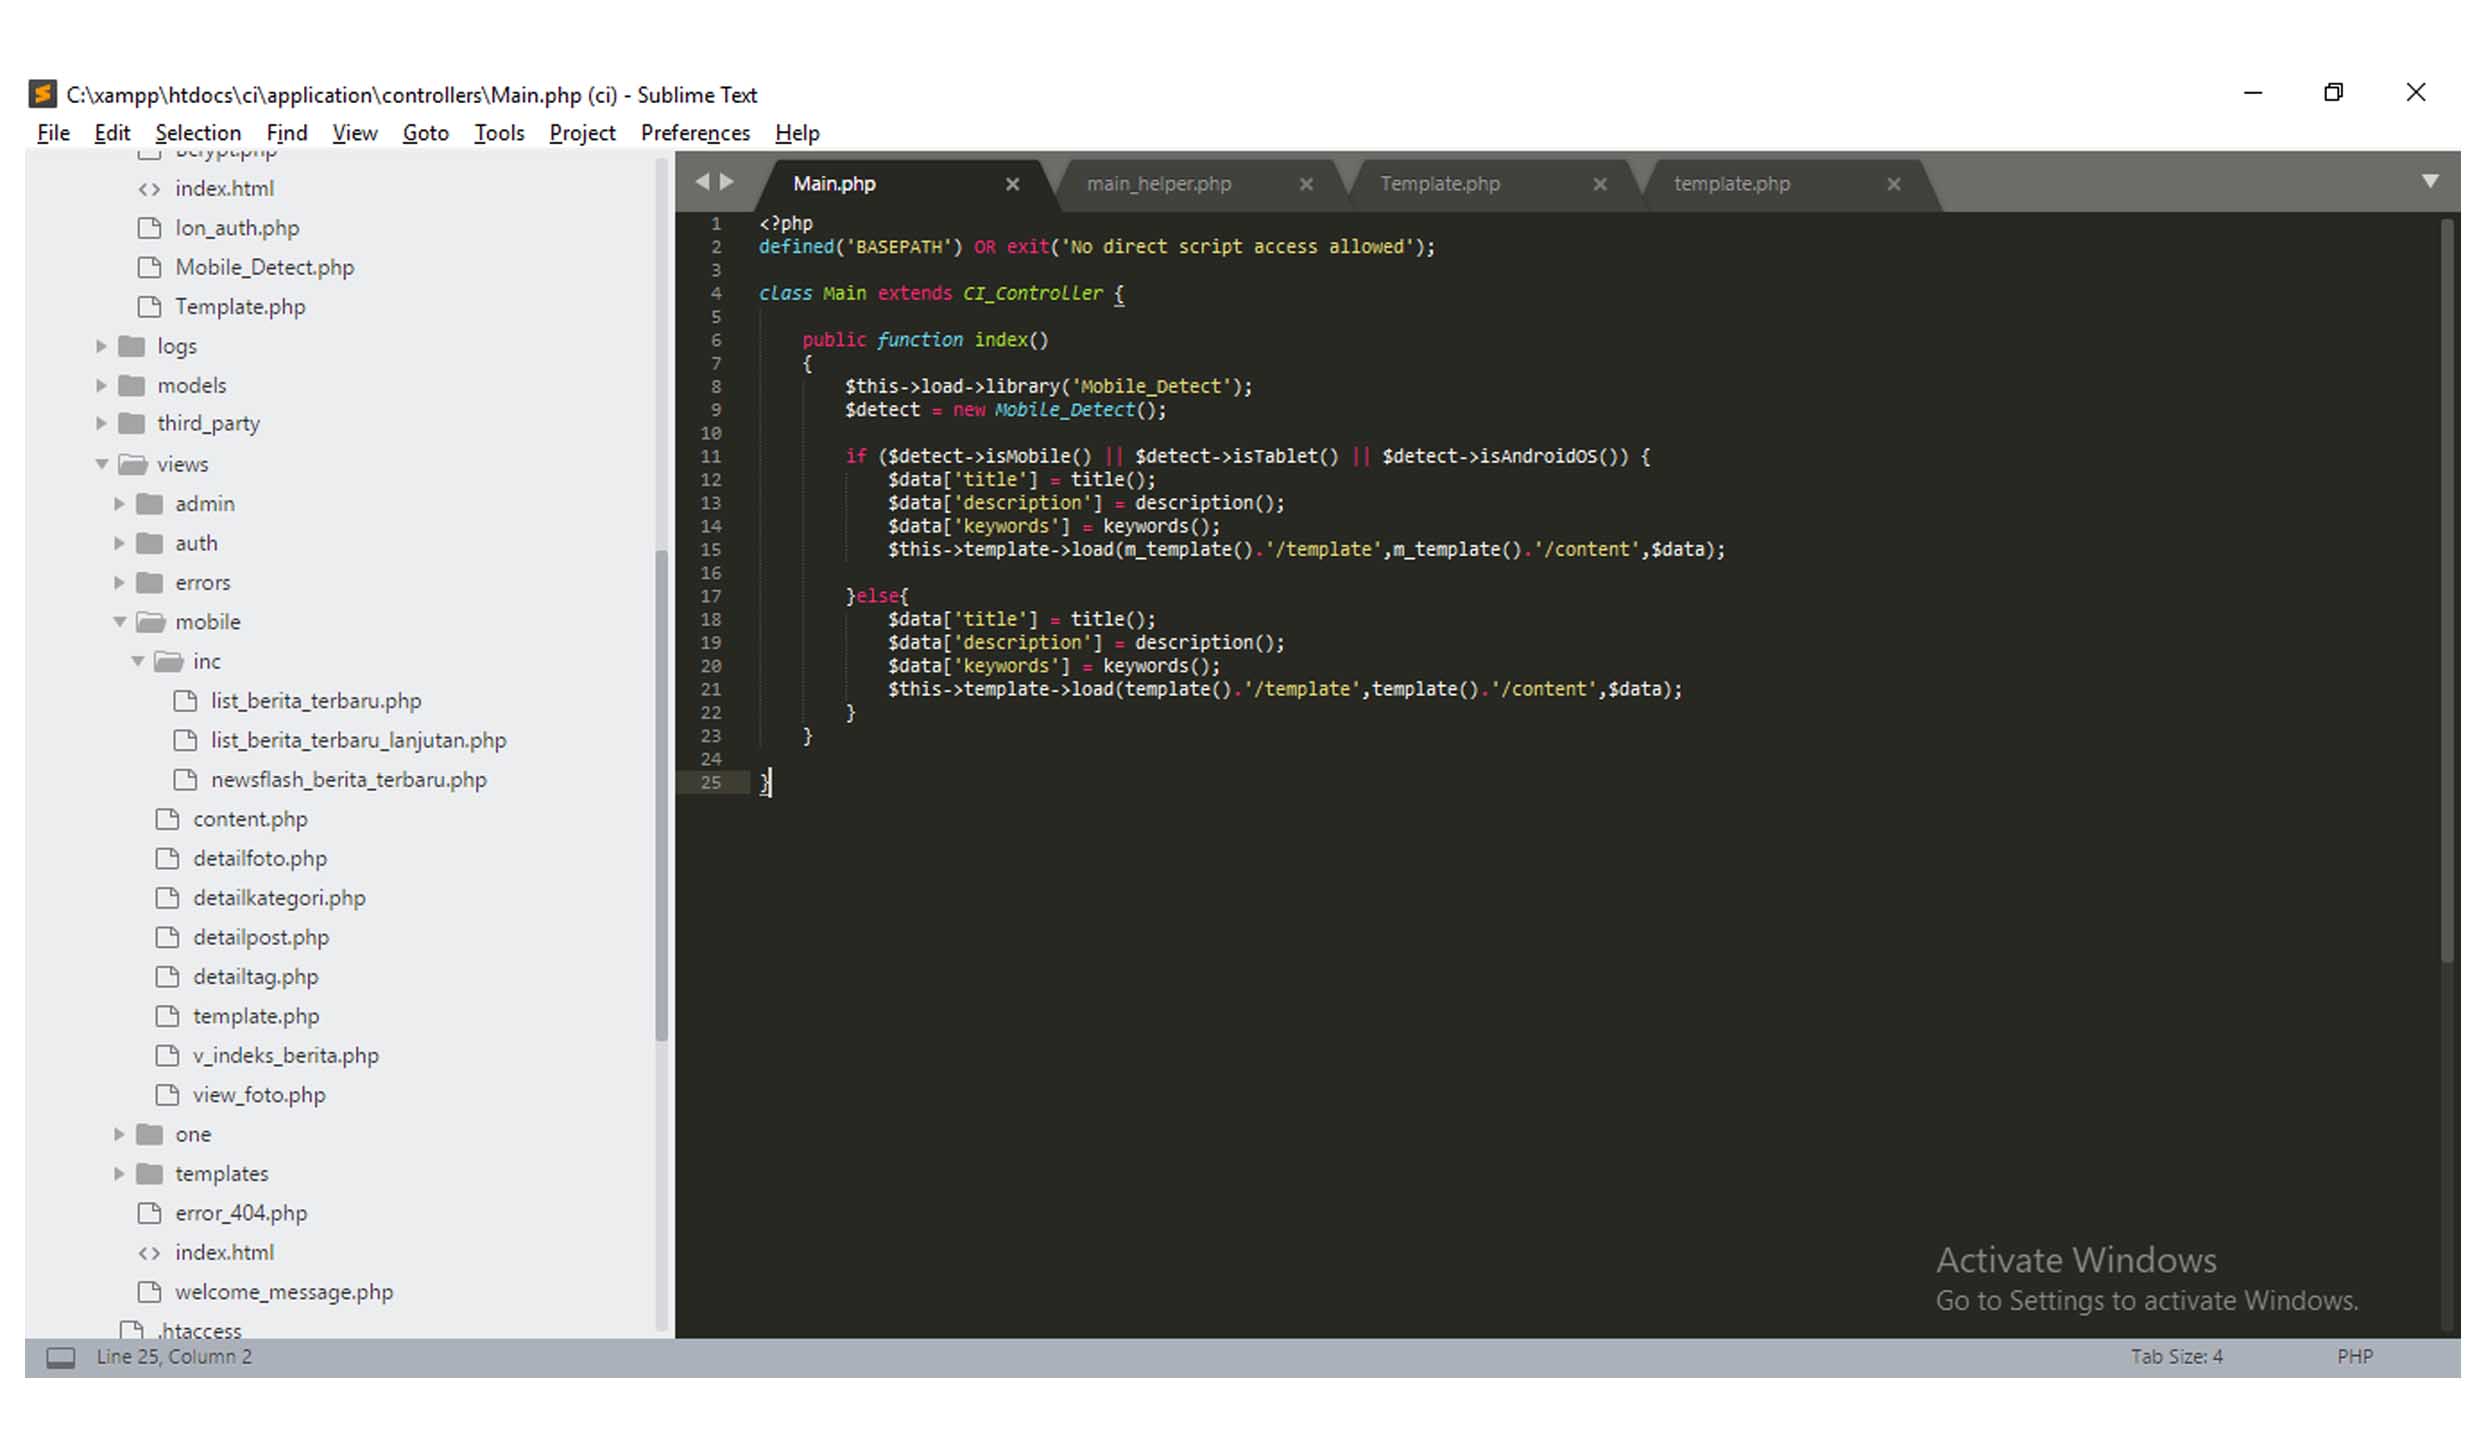 C:\xampp\htdocs\ci\application\controllers\Main.php (ci) - Sublime Text
File Edit Selection Find View Goto Tools Project Preferences Help
index.html
Ion_auth.php
Mobile_Detect.php
Template.php
logs
models
third_party
views
admin
auth
errors
mobile
inc
list_berita_terbaru.php
list_berita_terbaru_lanjutan.php
newsflash_berita_terbaru.php
content.php
detailfoto.php
detailkategori.php
detailpost.php
detailtag.php
template.php
v_indeks_berita.php
view_foto.php
one
templates
error_404.php
index.html
welcome_message.php
.htaccess
Main.php main_helper.php Template.php template.php
1 <?php
2 defined('BASEPATH') OR exit('No direct script access allowed');
3
4 class Main extends CI_Controller {
5
6 public function index()
7 {
8 $this->load->library('Mobile_Detect');
9 $detect = new Mobile_Detect();
10
11 if ($detect->isMobile() || $detect->isTablet() || $detect->isAndroidOS()) {
12 $data['title'] = title();
13 $data['description'] = description();
14 $data['keywords'] = keywords();
15 $this->template->load(m_template().'/template',m_template().'/content',$data);
16
17 }else{
18 $data['title'] = title();
19 $data['description'] = description();
20 $data['keywords'] = keywords();
21 $this->template->load(template().'/template',template().'/content',$data);
22 }
23 }
24
25 }
Activate Windows
Go to Settings to activate Windows.
Line 25, Column 2 Tab Size: 4 PHP